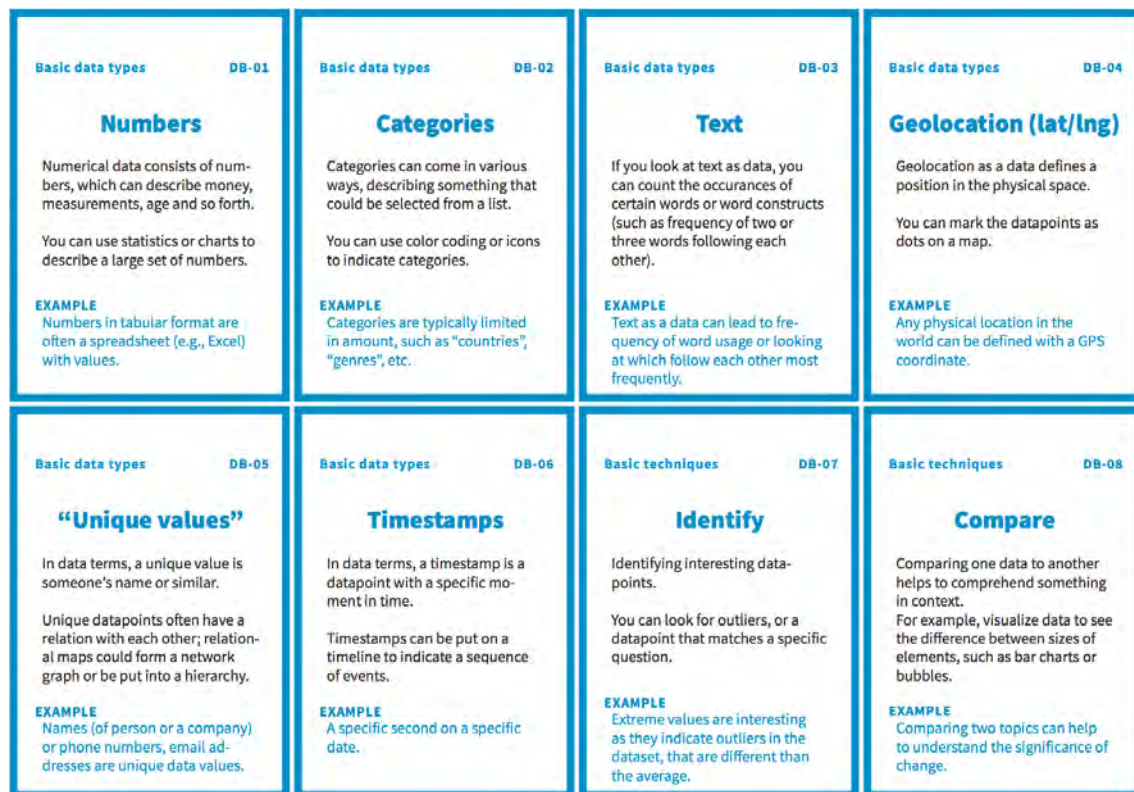 Basic data types DB-01
Numbers
Numerical data consists of num-
bers, which can describe money,
measurements, age and so forth.
You can use statistics or charts to
describe a large set of numbers.
EXAMPLE
Numbers in tabular format are
often a spreadsheet (e.g., Excel)
with values.
Basic data types DB-02
Categories
Categories can come in various
ways, describing something that
could be selected from a list.
You can use color coding or icons
to indicate categories.
EXAMPLE
Categories are typically limited
in amount, such as “countries”,
“genres”, etc.
Basic data types DB-03
Text
If you look at text as data, you
can count the occurances of
certain words or word constructs
(such as frequency of two or
three words following each
other).
EXAMPLE
Text as a data can lead to fre-
quency of word usage or looking
at which follow each other most
frequently.
Basic data types DB-04
Geolocation (lat/lng)
Geolocation as a data defines a
position in the physical space.
You can mark the datapoints as
dots on a map.
EXAMPLE
Any physical location in the
world can be defined with a GPS
coordinate.
Basic data types DB-05
“Unique values”
In data terms, a unique value is
someone's name or similar.
Unique datapoints often have a
relation with each other; relation-
al maps could form a network
graph or be put into a hierarchy.
EXAMPLE
Names (of person or a company)
or phone numbers, email ad-
dresses are unique data values.
Basic data types DB-06
Timestamps
In data terms, a timestamp is a
datapoint with a specific mo-
ment in time.
Timestamps can be put on a
timeline to indicate a sequence
of events.
EXAMPLE
A specific second on a specific
date.
Basic techniques DB-07
Identify
Identifying interesting data-
points.
You can look for outliers, or a
datapoint that matches a specific
question.
EXAMPLE
Extreme values are interesting
as they indicate outliers in the
dataset, that are different than
the average.
Basic techniques DB-08
Compare
Comparing one data to another
helps to comprehend something
in context.
For example, visualize data to see
the difference between sizes of
elements, such as bar charts or
bubbles.
EXAMPLE
Comparing two topics can help
to understand the significance of
change.